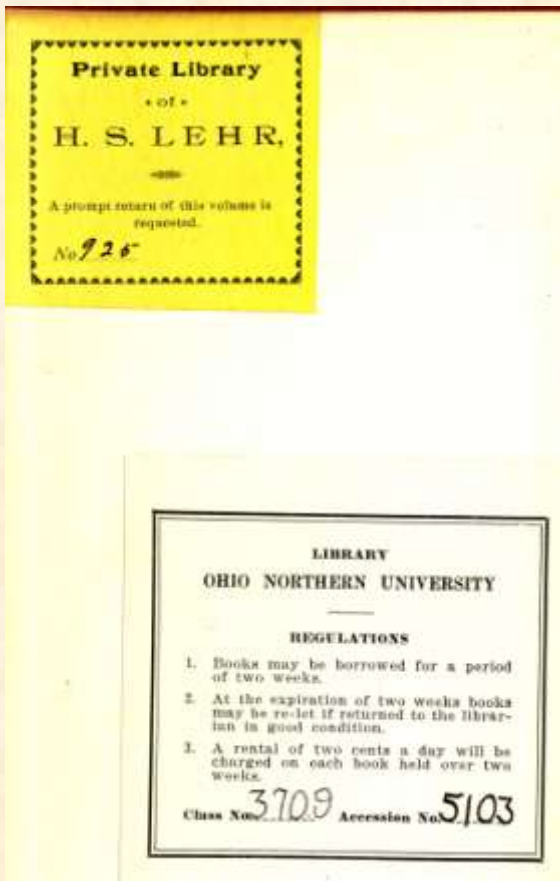 Private Library
• of •
H. S. LEHR,
A prompt return of this volume is
requested.
No 925
LIBRARY
OHIO NORTHERN UNIVERSITY
REGULATIONS
1. Books may be borrowed for a period
of two weeks.
2. At the expiration of two weeks books
may be re-let if returned to the librar-
ian in good condition.
3. A rental of two cents a day will be
charged on each book held over two
weeks.
Class No. 370.9 Accession No. 5103